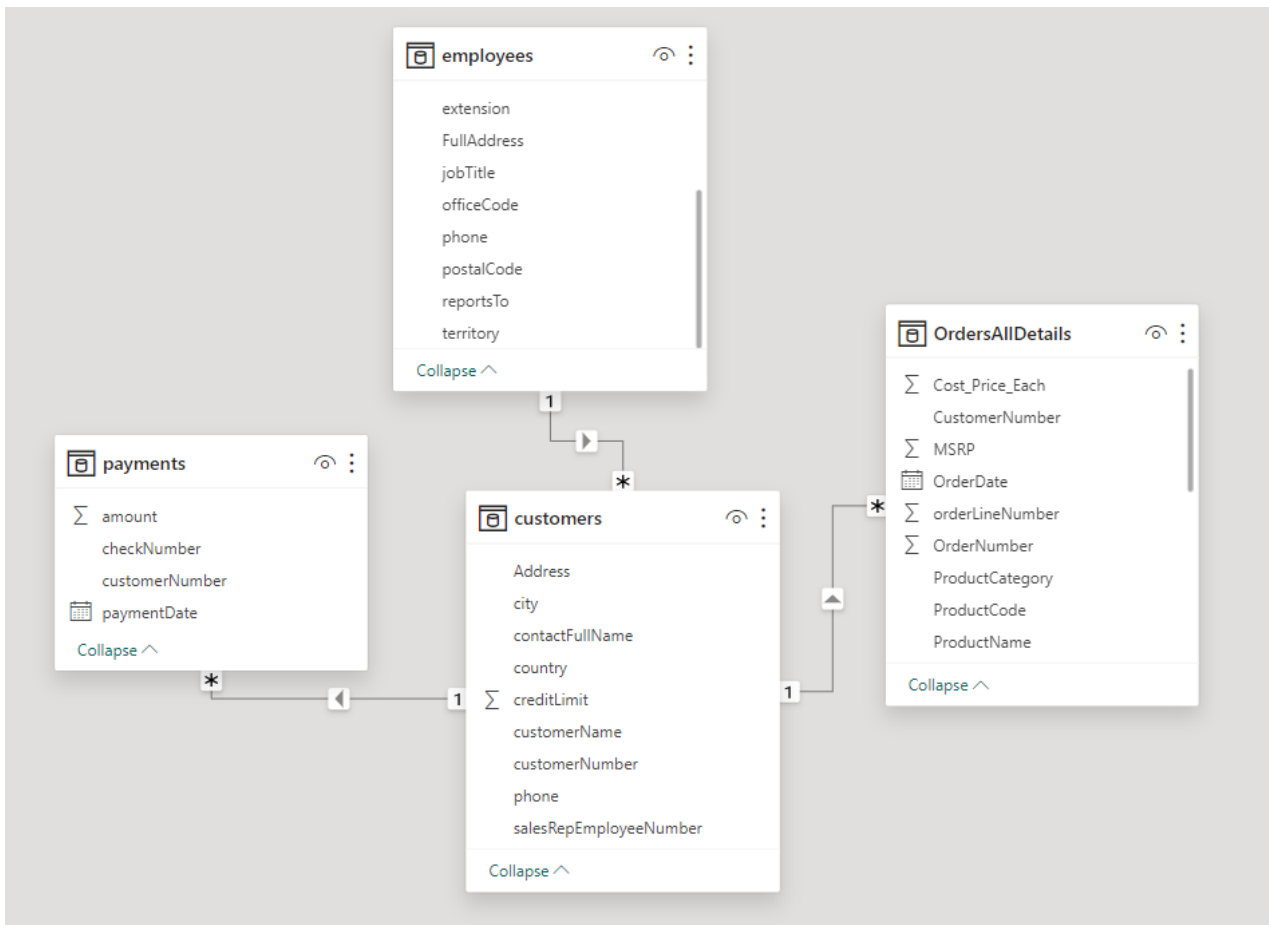 employees
extension
FullAddress
jobTitle
officeCode
phone
postalCode
reportsTo
territory
Collapse
1
*
payments
amount
checkNumber
customerNumber
paymentDate
Collapse
*
1
customers
Address
city
contactFullName
country
creditLimit
customerName
customerNumber
phone
salesRepEmployeeNumber
Collapse
1
*
OrdersAllDetails
Cost_Price_Each
CustomerNumber
MSRP
OrderDate
orderLineNumber
OrderNumber
ProductCategory
ProductCode
ProductName
Collapse